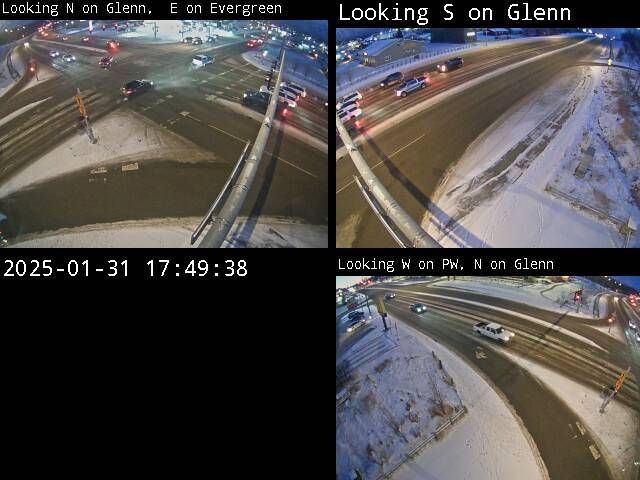 Looking N on Glenn,  E on Evergreen
Looking S on Glenn
2025-01-31 17:49:38
Looking W on PW, N on Glenn